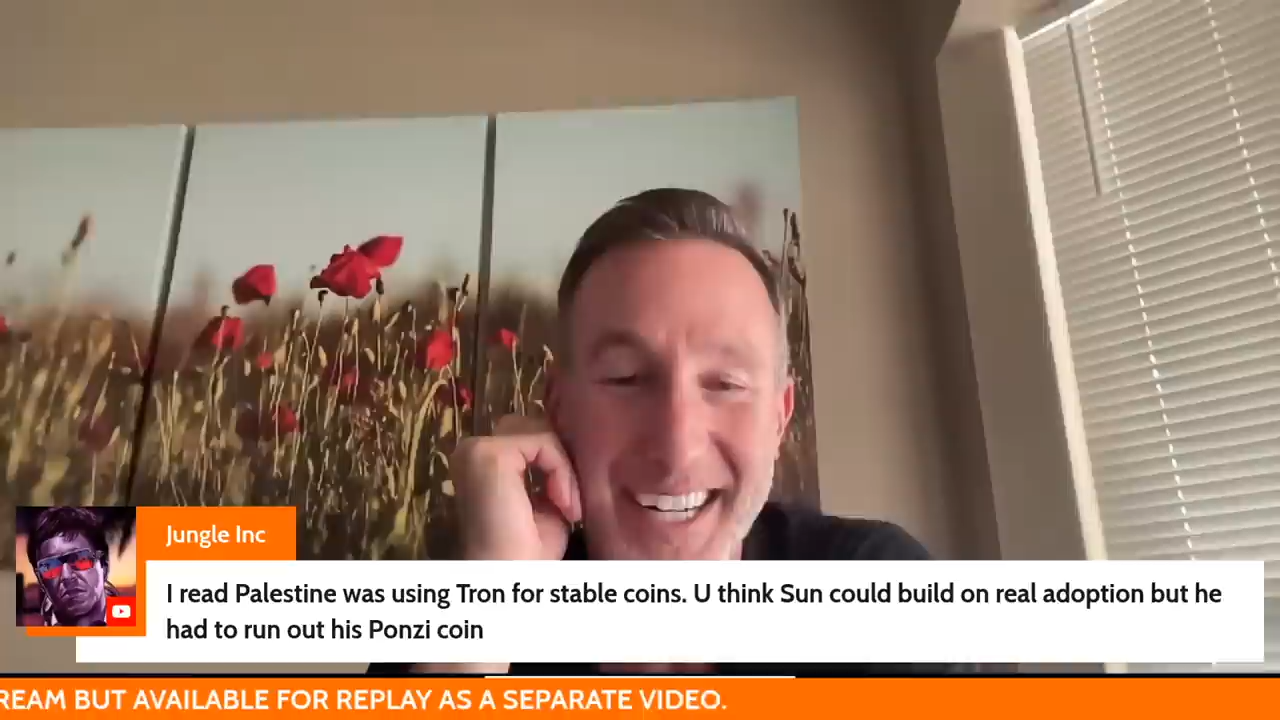 Jungle Inc
I read Palestine was using Tron for stable coins. U think Sun could build on real adoption but he
had to run out his Ponzi coin
REAM BUT AVAILABLE FOR REPLAY AS A SEPARATE VIDEO.